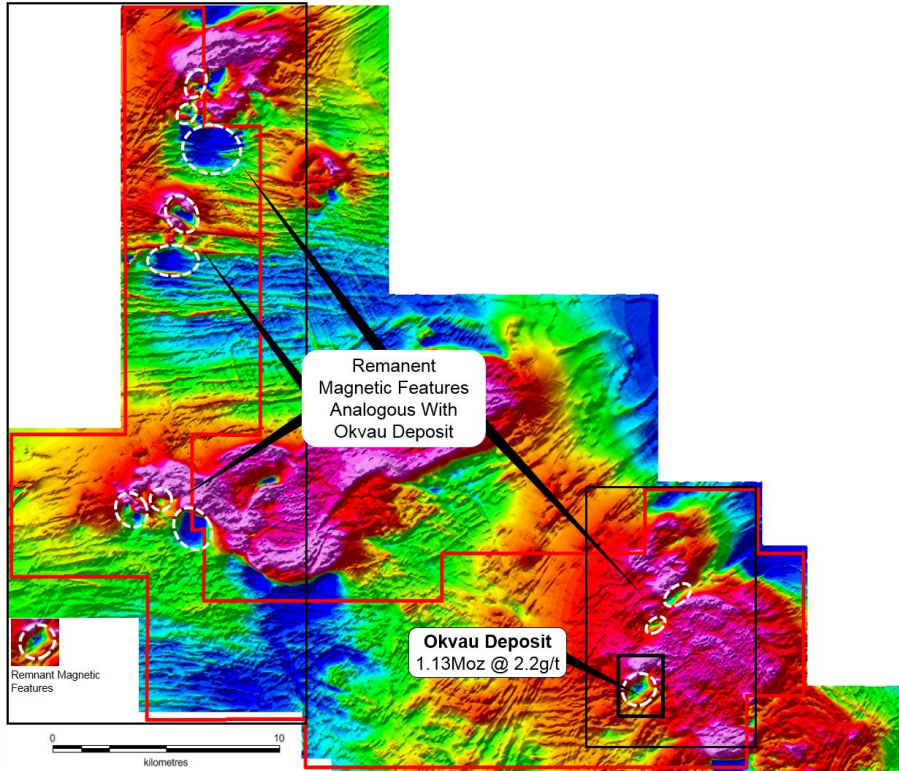 Remanent
Magnetic Features
Analogous With
Okvau Deposit
Okvau Deposit
1.13Moz @ 2.2g/t
Remnant Magnetic
Features
0 10
kilometres